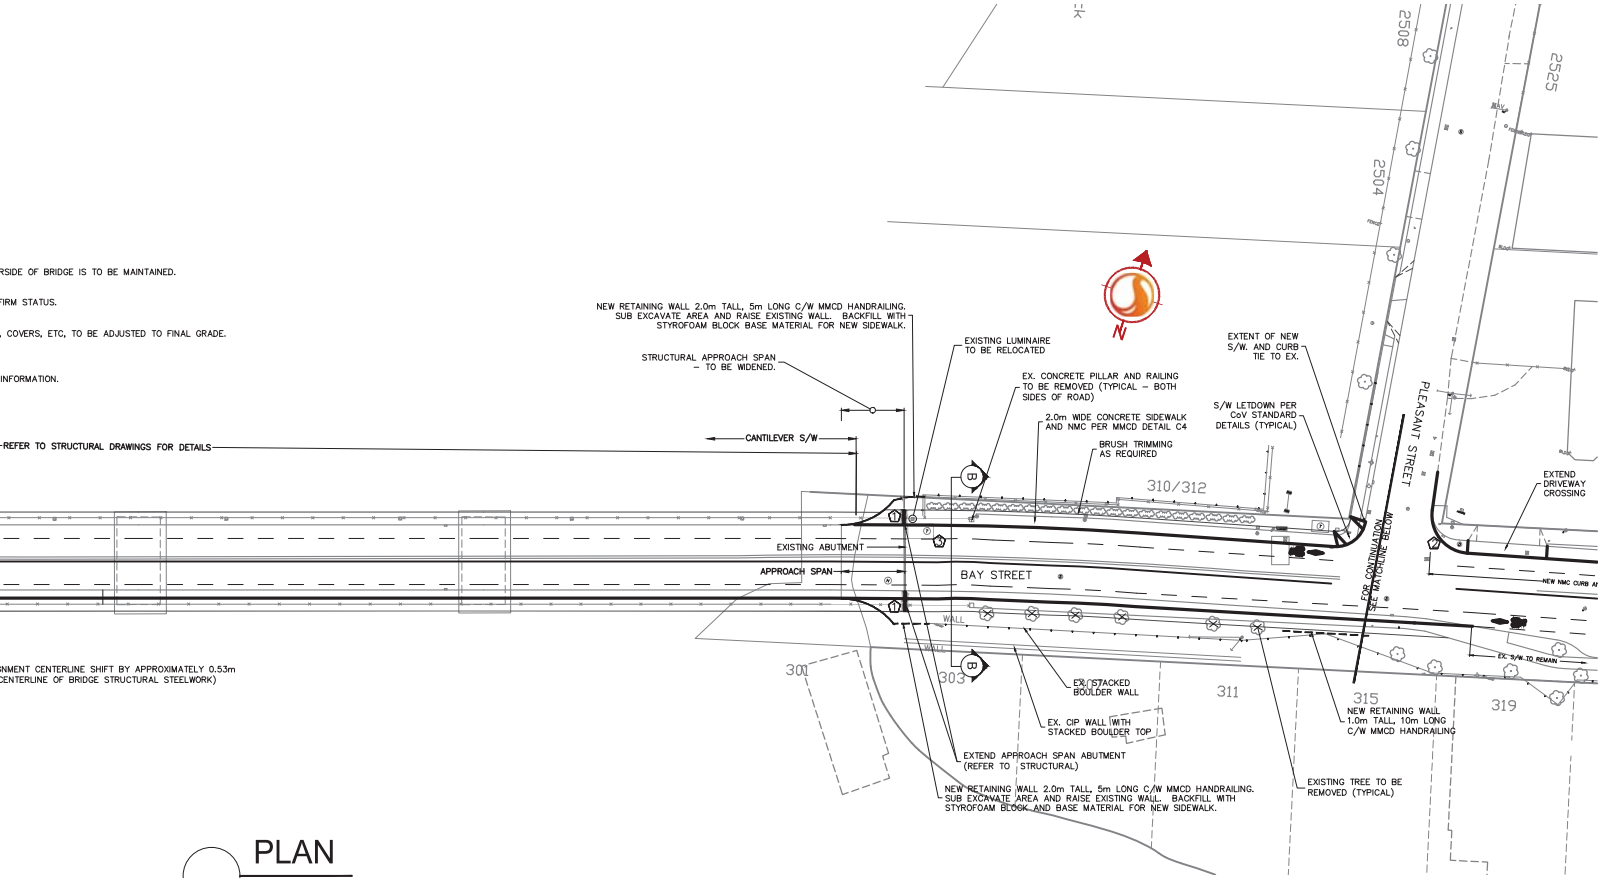 2508
2525
2504
RSIDE OF BRIDGE IS TO BE MAINTAINED.
FIRM STATUS.
, COVERS, ETC, TO BE ADJUSTED TO FINAL GRADE.
INFORMATION.
NEW RETAINING WALL 2.0m TALL, 5m LONG C/W MMCD HANDRAILING.
SUB EXCAVATE AREA AND RAISE EXISTING WALL. BACKFILL WITH
STYROFOAM BLOCK BASE MATERIAL FOR NEW SIDEWALK.
N
STRUCTURAL APPROACH SPAN
- TO BE WIDENED.
EXISTING LUMINAIRE
TO BE RELOCATED
EXTENT OF NEW
S/W. AND CURB
TIE TO EX.
EX. CONCRETE PILLAR AND RAILING
TO BE REMOVED (TYPICAL - BOTH
SIDES OF ROAD)
S/W LETDOWN PER
CoV STANDARD
DETAILS (TYPICAL)
2.0m WIDE CONCRETE SIDEWALK
AND NMC PER MMCD DETAIL C4
BRUSH TRIMMING
AS REQUIRED
PLEASANT STREET
REFER TO STRUCTURAL DRAWINGS FOR DETAILS
CANTILEVER S/W
B
310/312
EXTEND
DRIVEWAY
CROSSING
1
3
2
EXISTING ABUTMENT
APPROACH SPAN
BAY STREET
FOR CONTINUATION
SEE MATCHLINE BELOW
NEW NMC CURB A
1
WALL
WALL
EX. S/W TO REMAIN
GNMENT CENTERLINE SHIFT BY APPROXIMATELY 0.53m
CENTERLINE OF BRIDGE STRUCTURAL STEELWORK)
B
301
303
311
315
319
EX. STACKED
BOULDER WALL
EX. CIP WALL WITH
STACKED BOULDER TOP
NEW RETAINING WALL
1.0m TALL, 10m LONG
C/W MMCD HANDRAILING
EXTEND APPROACH SPAN ABUTMENT
(REFER TO STRUCTURAL)
EXISTING TREE TO BE
REMOVED (TYPICAL)
NEW RETAINING WALL 2.0m TALL, 5m LONG C/W MMCD HANDRAILING.
SUB EXCAVATE AREA AND RAISE EXISTING WALL. BACKFILL WITH
STYROFOAM BLOCK AND BASE MATERIAL FOR NEW SIDEWALK.
PLAN